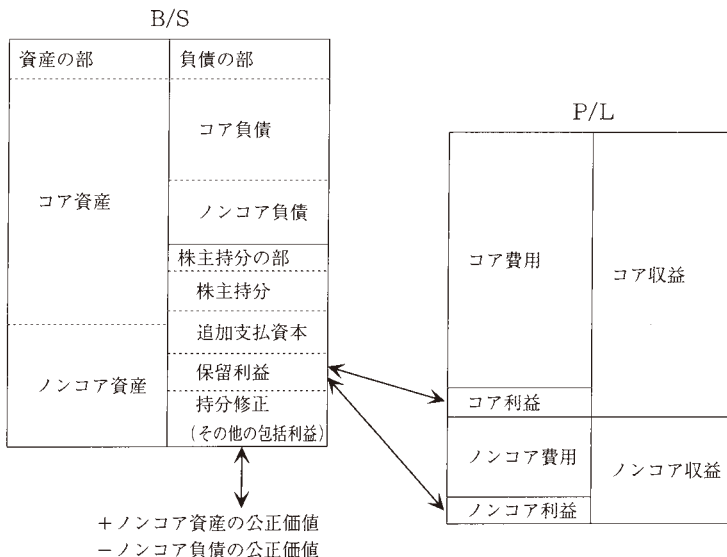 B/S
資産の部
負債の部
コア資産
コア負債
ノンコア負債
株主持分の部
株主持分
追加支払資本
ノンコア資産
保留利益
持分修正
(その他の包括利益)
+ノンコア資産の公正価値
−ノンコア負債の公正価値
P/L
コア費用
コア収益
コア利益
ノンコア費用
ノンコア収益
ノンコア利益